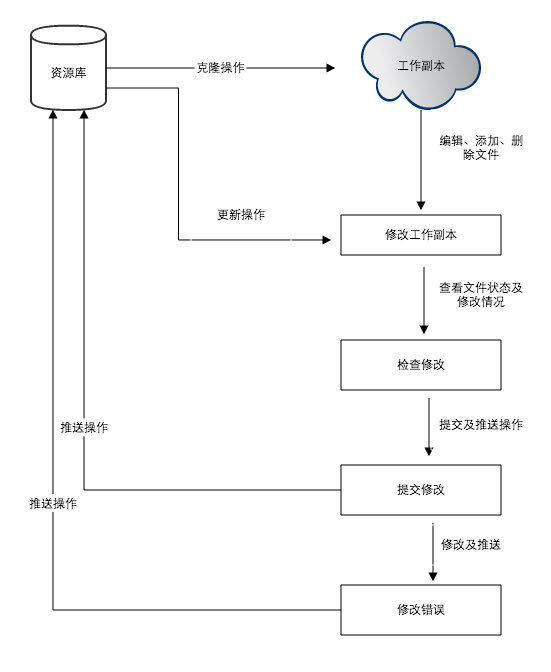 资源库
克隆操作
工作副本
编辑、添加、删
除文件
更新操作
修改工作副本
查看文件状态及
修改情况
检查修改
推送操作
提交及推送操作
提交修改
推送操作
修改及推送
修改错误